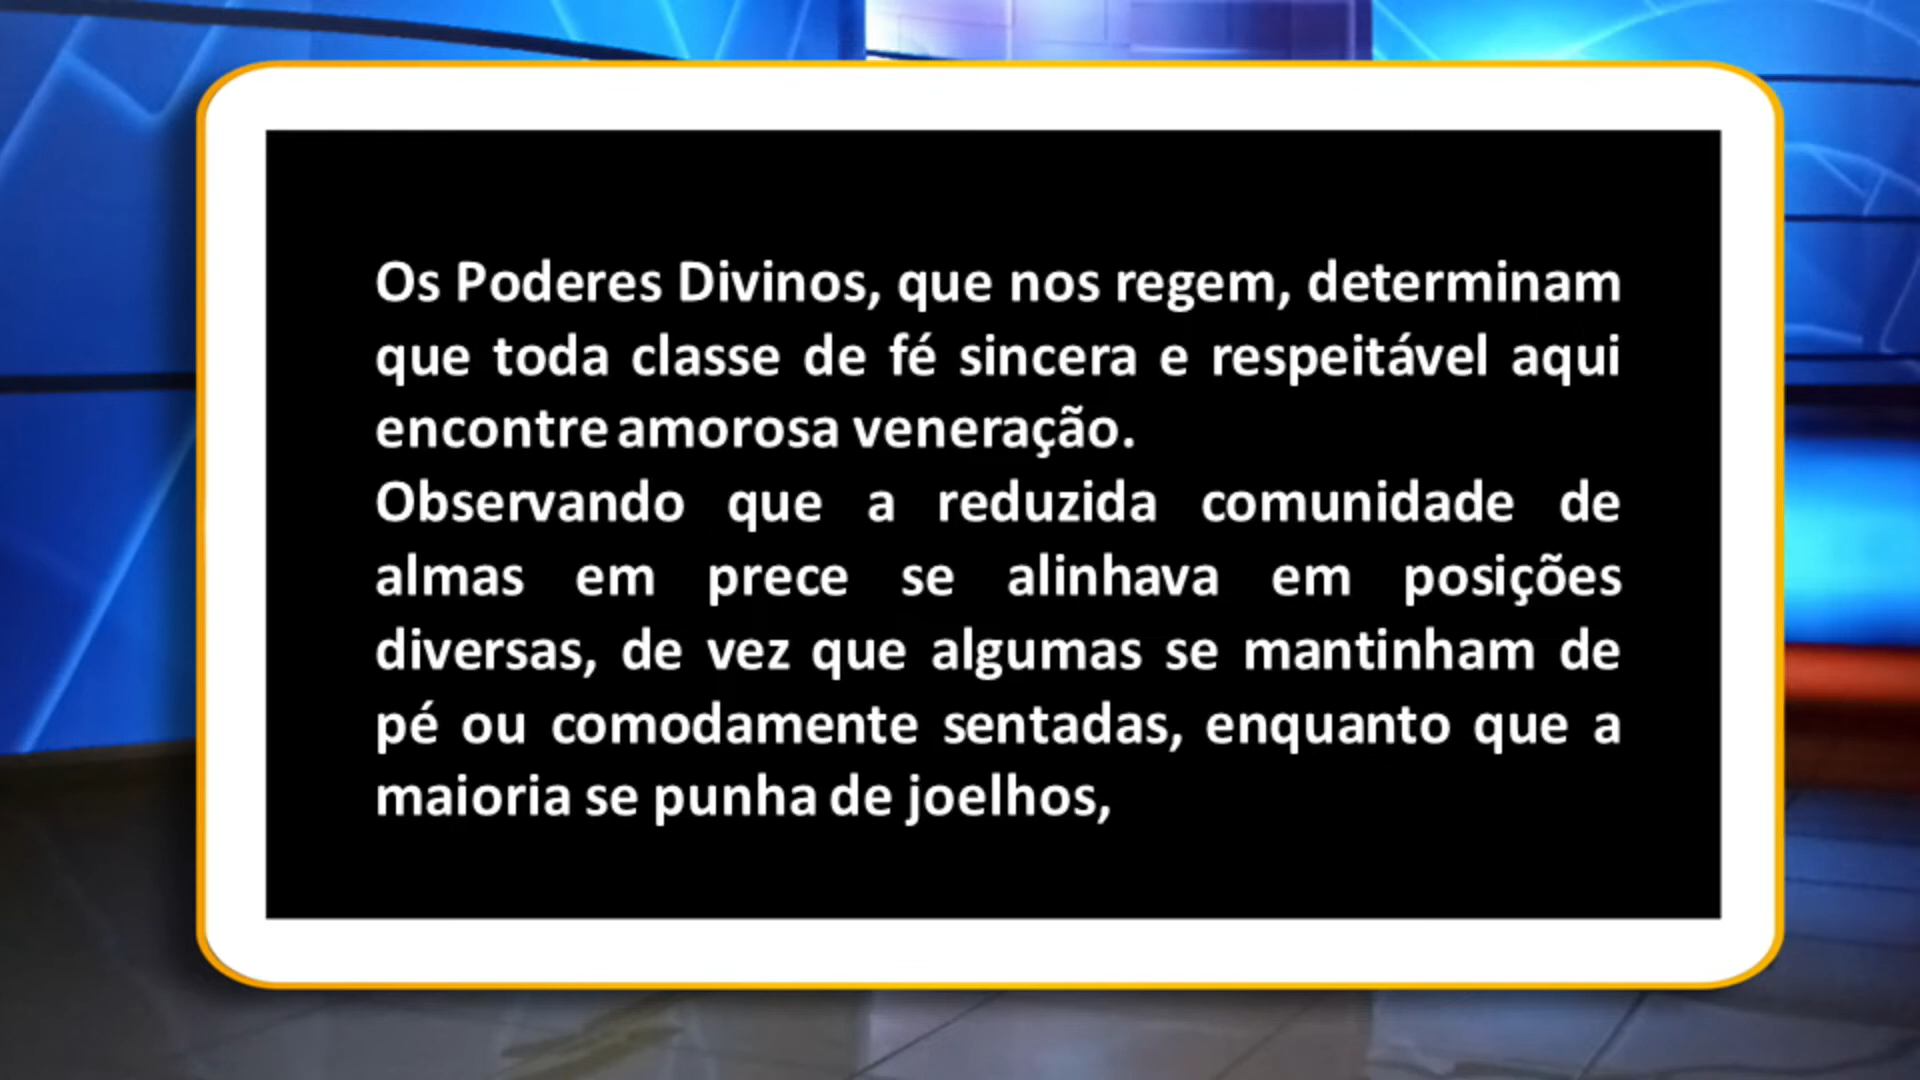 Os Poderes Divinos, que nos regem, determinam
que toda classe de fé sincera e respeitável aqui
encontre amorosa veneração.
Observando que a reduzida comunidade de
almas em prece se alinhava em posições
diversas, de vez que algumas se mantinham de
pé ou comodamente sentadas, enquanto que a
maioria se punha de joelhos,